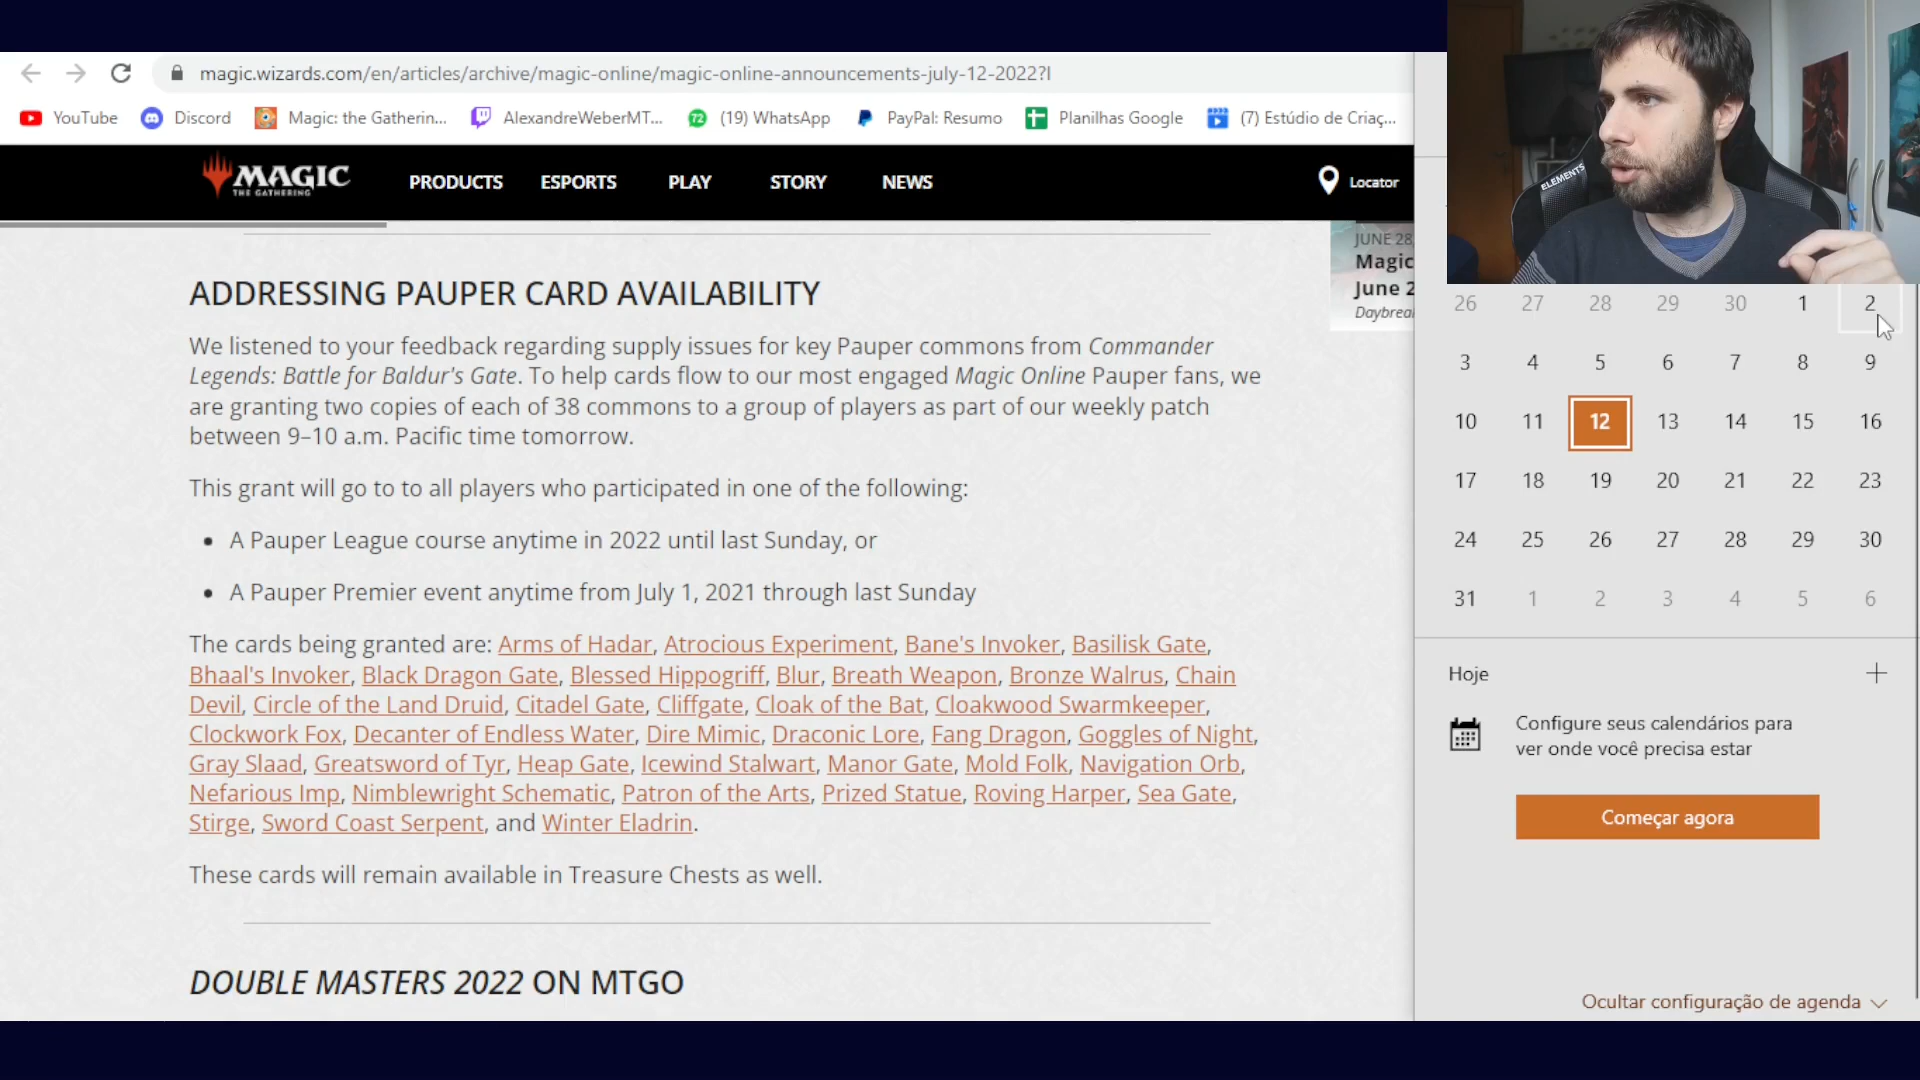 magic.wizards.com/en/articles/archive/magic-online/magic-online-announcements-july-12-2022?l
YouTube Discord Magic: the Gatherin... AlexandreWeberMT... 72 (19) WhatsApp PayPal: Resumo Planilhas Google (7) Estúdio de Criaç...
MAGIC THE GATHERING PRODUCTS ESPORTS PLAY STORY NEWS Locator
ADDRESSING PAUPER CARD AVAILABILITY
We listened to your feedback regarding supply issues for key Pauper commons from Commander
Legends: Battle for Baldur's Gate. To help cards flow to our most engaged Magic Online Pauper fans, we
are granting two copies of each of 38 commons to a group of players as part of our weekly patch
between 9–10 a.m. Pacific time tomorrow.
This grant will go to to all players who participated in one of the following:
• A Pauper League course anytime in 2022 until last Sunday, or
• A Pauper Premier event anytime from July 1, 2021 through last Sunday
The cards being granted are: Arms of Hadar, Atrocious Experiment, Bane's Invoker, Basilisk Gate,
Bhaal's Invoker, Black Dragon Gate, Blessed Hippogriff, Blur, Breath Weapon, Bronze Walrus, Chain
Devil, Circle of the Land Druid, Citadel Gate, Cliffgate, Cloak of the Bat, Cloakwood Swarmkeeper,
Clockwork Fox, Decanter of Endless Water, Dire Mimic, Draconic Lore, Fang Dragon, Goggles of Night,
Gray Slaad, Greatsword of Tyr, Heap Gate, Icewind Stalwart, Manor Gate, Mold Folk, Navigation Orb,
Nefarious Imp, Nimblewright Schematic, Patron of the Arts, Prized Statue, Roving Harper, Sea Gate,
Stirge, Sword Coast Serpent, and Winter Eladrin.
These cards will remain available in Treasure Chests as well.
DOUBLE MASTERS 2022 ON MTGO
JUNE 28,
Magic
June 2
Daybreak
ELEMENTS
26 27 28 29 30 1 2
3 4 5 6 7 8 9
10 11 12 13 14 15 16
17 18 19 20 21 22 23
24 25 26 27 28 29 30
31 1 2 3 4 5 6
Hoje
Configure seus calendários para
ver onde você precisa estar
Começar agora
Ocultar configuração de agenda